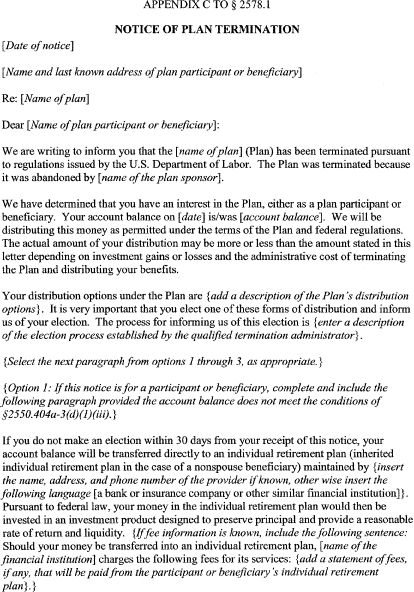 APPENDIX C TO § 2578.1
NOTICE OF PLAN TERMINATION
[Date of notice]
[Name and last known address of plan participant or beneficiary]
Re: [Name of plan]
Dear [Name of plan participant or beneficiary]:
We are writing to inform you that the [name of plan] (Plan) has been terminated pursuant
to regulations issued by the U.S. Department of Labor.  The Plan was terminated because
it was abandoned by [name of the plan sponsor].
We have determined that you have an interest in the Plan, either as a plan participant or
beneficiary.  Your account balance on [date] is/was [account balance].  We will be
distributing this money as permitted under the terms of the Plan and federal regulations.
The actual amount of your distribution may be more or less than the amount stated in this
letter depending on investment gains or losses and the administrative cost of terminating
the Plan and distributing your benefits.
Your distribution options under the Plan are {add a description of the Plan's distribution
options}.  It is very important that you elect one of these forms of distribution and inform
us of your election.  The process for informing us of this election is {enter a description
of the election process established by the qualified termination administrator}.
{Select the next paragraph from options 1 through 3, as appropriate.}
{Option 1: If this notice is for a participant or beneficiary, complete and include the
following paragraph provided the account balance does not meet the conditions of
§2550.404a-3(d)(1)(iii).}
If you do not make an election within 30 days from your receipt of this notice, your
account balance will be transferred directly to an individual retirement plan (inherited
individual retirement plan in the case of a nonspouse beneficiary) maintained by {insert
the name, address, and phone number of the provider if known, other wise insert the
following language [a bank or insurance company or other similar financial institution]}.
Pursuant to federal law, your money in the individual retirement plan would then be
invested in an investment product designed to preserve principal and provide a reasonable
rate of return and liquidity.  {If fee information is known, include the following sentence:
Should your money be transferred into an individual retirement plan, [name of the
financial institution] charges the following fees for its services: {add a statement of fees,
if any, that will be paid from the participant or beneficiary's individual retirement
plan}.}